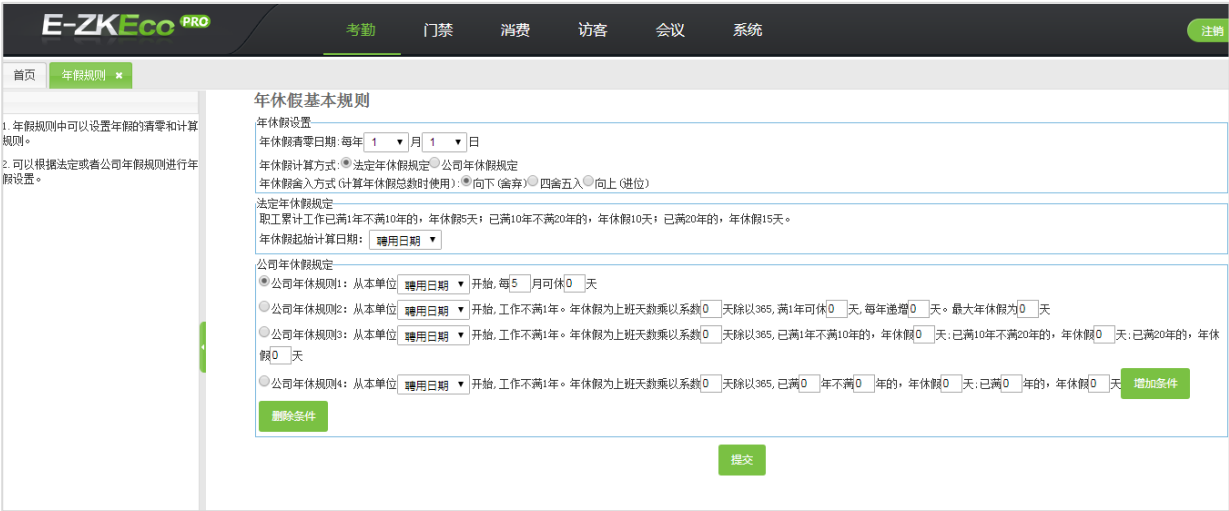 E-ZKEco PRO
考勤 门禁 消费 访客 会议 系统
注销
首页 年假规则 ×
1. 年假规则中可以设置年假的清零和计算
规则。
2. 可以根据法定或者公司年假规则进行年
假设置。
年休假基本规则
年休假设置
年休假清零日期:每年 1 月 1 日
年休假计算方式:法定年休假规定 公司年休假规定
年休假舍入方式(计算年休假总数时使用):向下(舍弃) 四舍五入 向上(进位)
法定年休假规定
职工累计工作已满1年不满10年的，年休假5天；已满10年不满20年的，年休假10天；已满20年的，年休假15天。
年休假起始计算日期： 聘用日期
公司年休假规定
公司年休规则1：从本单位 聘用日期 开始,每5 月可休0 天
公司年休规则2：从本单位 聘用日期 开始,工作不满1年。年休假为上班天数乘以系数0 天除以365,满1年可休0 天,每年递增0 天。最大年休假为0 天
公司年休规则3：从本单位 聘用日期 开始,工作不满1年。年休假为上班天数乘以系数0 天除以365,已满1年不满10年的，年休假0 天;已满10年不满20年的，年休假0 天;已满20年的，年休
假0 天
公司年休规则4：从本单位 聘用日期 开始,工作不满1年。年休假为上班天数乘以系数0 天除以365,已满0 年不满0 年的，年休假0 天;已满0 年的，年休假0 天 增加条件
删除条件
提交